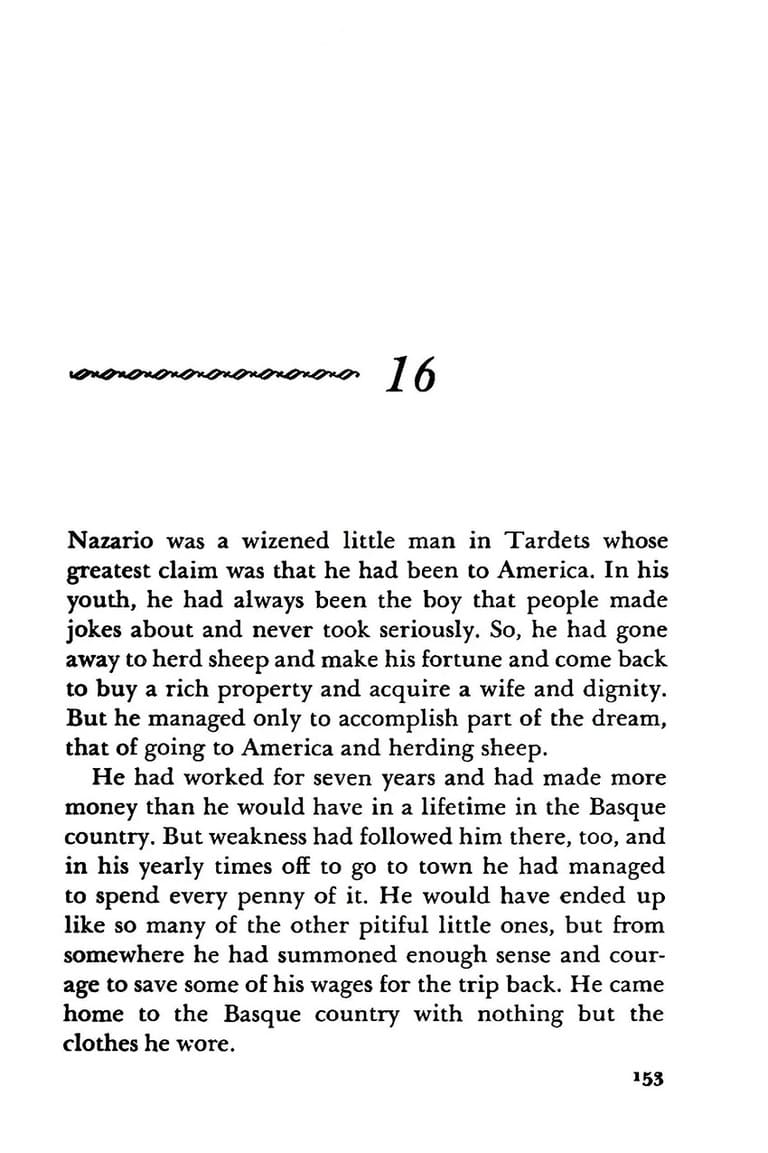 16
Nazario was a wizened little man in Tardets whose
greatest claim was that he had been to America. In his
youth, he had always been the boy that people made
jokes about and never took seriously. So, he had gone
away to herd sheep and make his fortune and come back
to buy a rich property and acquire a wife and dignity.
But he managed only to accomplish part of the dream,
that of going to America and herding sheep.
He had worked for seven years and had made more
money than he would have in a lifetime in the Basque
country. But weakness had followed him there, too, and
in his yearly times off to go to town he had managed
to spend every penny of it. He would have ended up
like so many of the other pitiful little ones, but from
somewhere he had summoned enough sense and cour-
age to save some of his wages for the trip back. He came
home to the Basque country with nothing but the
clothes he wore.
153